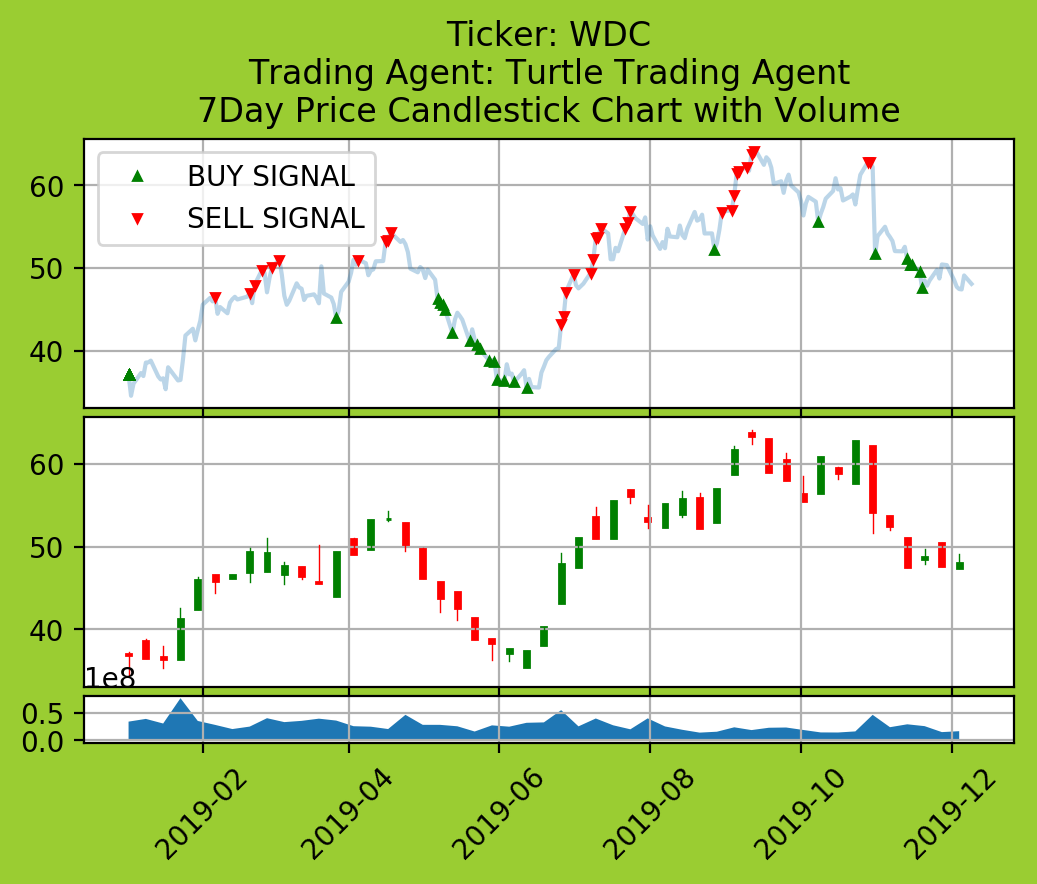 Ticker: WDC
Trading Agent: Turtle Trading Agent
7Day Price Candlestick Chart with Volume
BUY SIGNAL
SELL SIGNAL
60
50
40
60
50
40
1e8
0.5
0.0
2019-02
2019-04
2019-06
2019-08
2019-10
2019-12